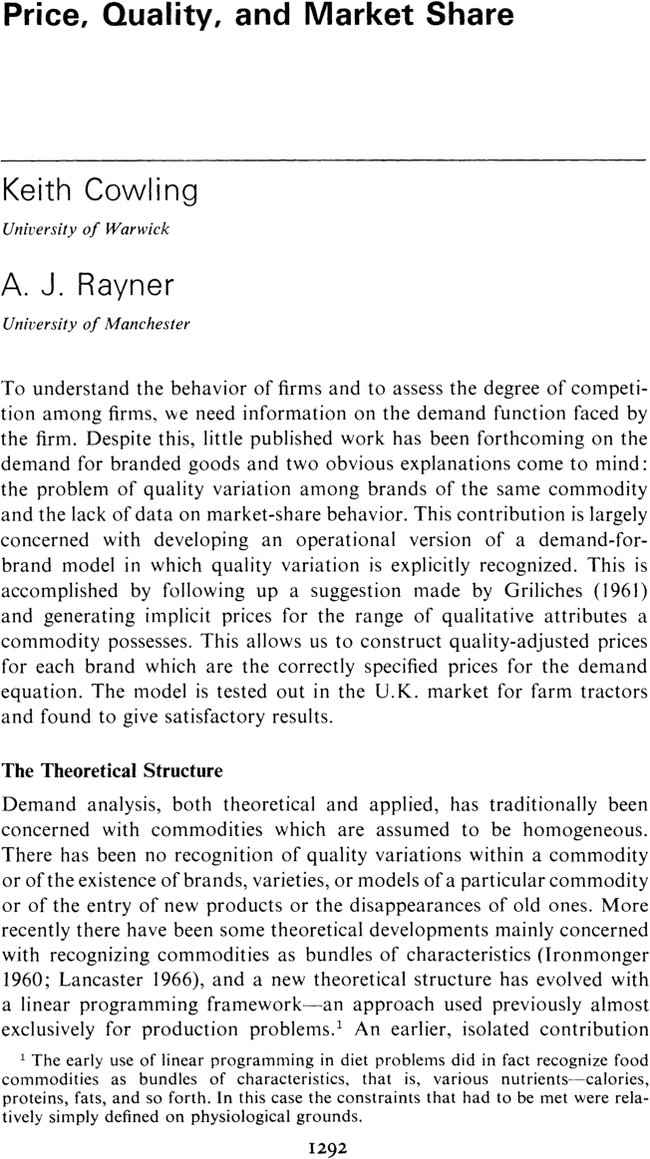 Price, Quality, and Market Share
Keith Cowling
University of Warwick
A. J. Rayner
University of Manchester
To understand the behavior of firms and to assess the degree of competi-
tion among firms, we need information on the demand function faced by
the firm. Despite this, little published work has been forthcoming on the
demand for branded goods and two obvious explanations come to mind:
the problem of quality variation among brands of the same commodity
and the lack of data on market-share behavior. This contribution is largely
concerned with developing an operational version of a demand-for-
brand model in which quality variation is explicitly recognized. This is
accomplished by following up a suggestion made by Griliches (1961)
and generating implicit prices for the range of qualitative attributes a
commodity possesses. This allows us to construct quality-adjusted prices
for each brand which are the correctly specified prices for the demand
equation. The model is tested out in the U.K. market for farm tractors
and found to give satisfactory results.
The Theoretical Structure
Demand analysis, both theoretical and applied, has traditionally been
concerned with commodities which are assumed to be homogeneous.
There has been no recognition of quality variations within a commodity
or of the existence of brands, varieties, or models of a particular commodity
or of the entry of new products or the disappearances of old ones. More
recently there have been some theoretical developments mainly concerned
with recognizing commodities as bundles of characteristics (Ironmonger
1960; Lancaster 1966), and a new theoretical structure has evolved with
a linear programming framework—an approach used previously almost
exclusively for production problems.¹ An earlier, isolated contribution
¹ The early use of linear programming in diet problems did in fact recognize food
commodities as bundles of characteristics, that is, various nutrients—calories,
proteins, fats, and so forth. In this case the constraints that had to be met were rela-
tively simply defined on physiological grounds.
1292